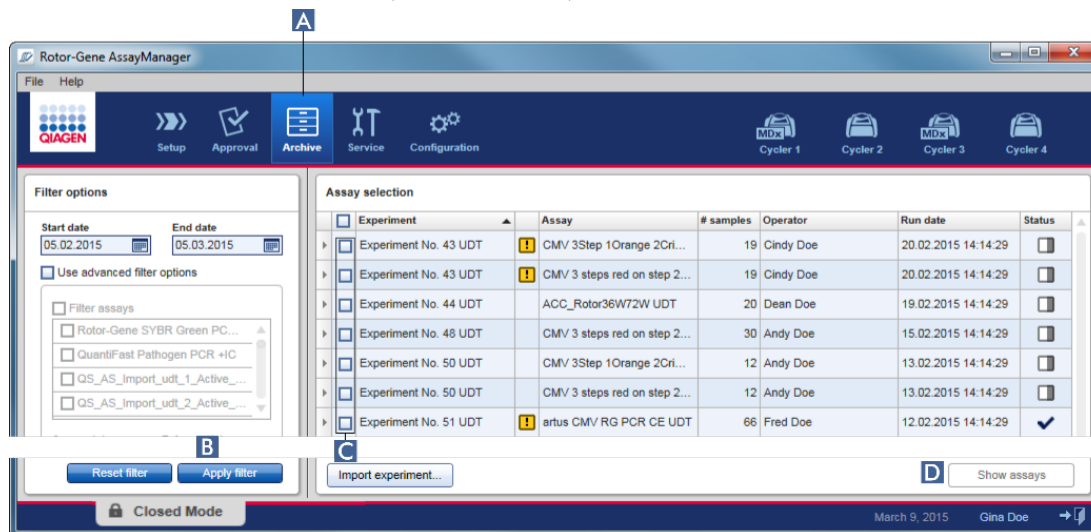 A
Rotor-Gene AssayManager
File Help
QIAGEN
Setup Approval Archive Service Configuration
MDx MDx
Cycler 1 Cycler 2 Cycler 3 Cycler 4
Filter options
Start date End date
05.02.2015 05.03.2015
Use advanced filter options
Filter assays
Rotor-Gene SYBR Green PC...
QuantiFast Pathogen PCR +IC
QS_AS_Import_udt_1_Active_...
QS_AS_Import_udt_2_Active_...
B
Reset filter Apply filter
Assay selection
Experiment Assay # samples Operator Run date Status
Experiment No. 43 UDT ! CMV 3Step 1Orange 2Cri... 19 Cindy Doe 20.02.2015 14:14:29
Experiment No. 43 UDT ! CMV 3 steps red on step 2... 19 Cindy Doe 20.02.2015 14:14:29
Experiment No. 44 UDT ACC_Rotor36W72W UDT 20 Dean Doe 19.02.2015 14:14:29
Experiment No. 48 UDT CMV 3 steps red on step 2... 30 Andy Doe 15.02.2015 14:14:29
Experiment No. 50 UDT CMV 3Step 1Orange 2Cri... 12 Andy Doe 13.02.2015 14:14:29
Experiment No. 50 UDT CMV 3 steps red on step 2... 12 Andy Doe 13.02.2015 14:14:29
Experiment No. 51 UDT ! artus CMV RG PCR CE UDT 66 Fred Doe 12.02.2015 14:14:29
C
Import experiment... D Show assays
Closed Mode March 9, 2015 Gina Doe